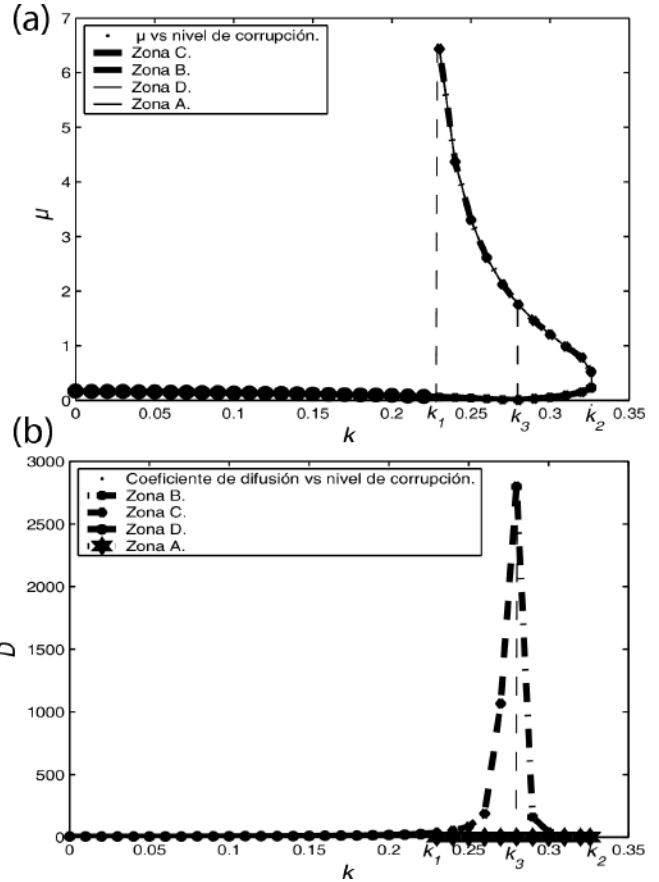 (a)
7
6
5
4
3
2
1
0
μ
μ vs nivel de corrupción.
Zona C.
Zona B.
Zona D.
Zona A.
0 0.05 0.1 0.15 0.2 k1 0.25 k3 0.3 k2 0.35
k
(b)
3000
2500
2000
1500
1000
500
0
D
Coeficiente de difusión vs nivel de corrupción.
Zona B.
Zona C.
Zona D.
Zona A.
0 0.05 0.1 0.15 0.2 k1 0.25 k3 0.3 k2 0.35
k